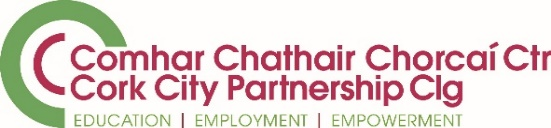 Comhar Chathair Chorcaí Ctr
Cork City Partnership Clg
EDUCATION | EMPLOYMENT | EMPOWERMENT